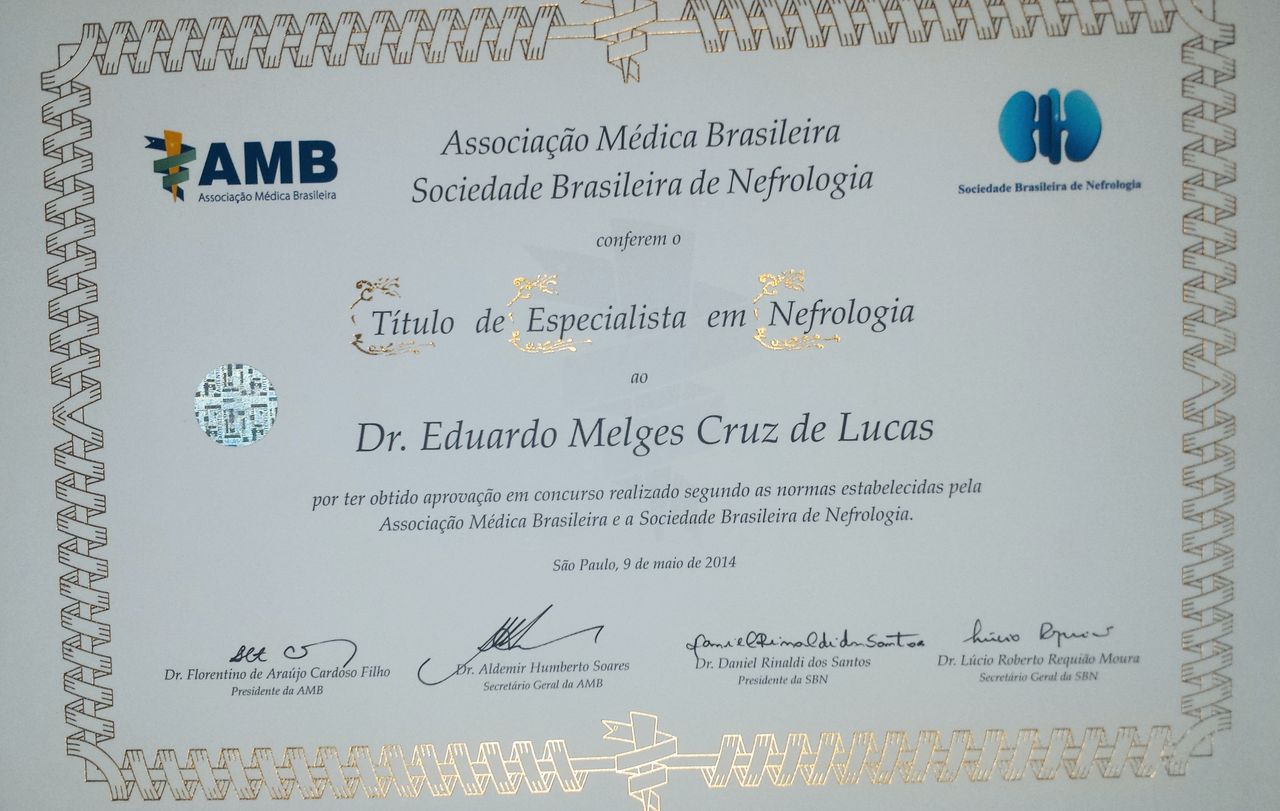 AMB
Associação Médica Brasileira
Associação Médica Brasileira
Sociedade Brasileira de Nefrologia
Sociedade Brasileira de Nefrologia
conferem o
Título de Especialista em Nefrologia
ao
Dr. Eduardo Melges Cruz de Lucas
por ter obtido aprovação em concurso realizado segundo as normas estabelecidas pela
Associação Médica Brasileira e a Sociedade Brasileira de Nefrologia.
São Paulo, 9 de maio de 2014
Daniel Rinaldi dos Santos
Dr. Florentino de Araújo Cardoso Filho
Presidente da AMB
Dr. Aldemir Humberto Soares
Secretário Geral da AMB
Dr. Daniel Rinaldi dos Santos
Presidente da SBN
Dr. Lúcio Roberto Requião Moura
Secretário Geral da SBN